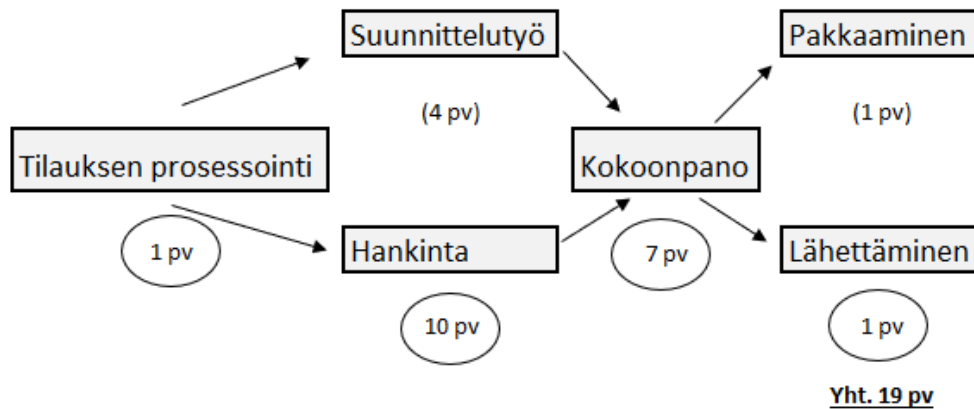 Suunnittelutyö
Pakkaaminen
(4 pv)
(1 pv)
Tilauksen prosessointi
Kokoonpano
1 pv
Hankinta
7 pv
Lähettäminen
10 pv
1 pv
Yht. 19 pv